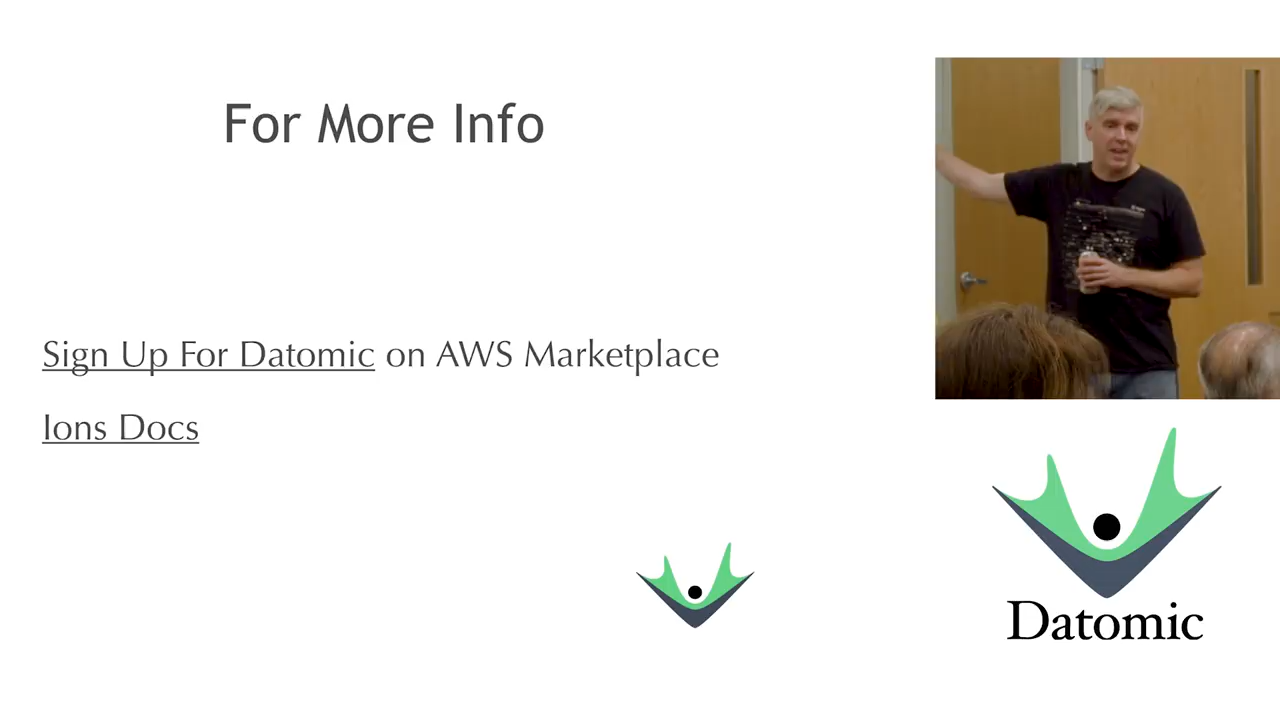 For More Info
Sign Up For Datomic on AWS Marketplace
Ions Docs
Datomic